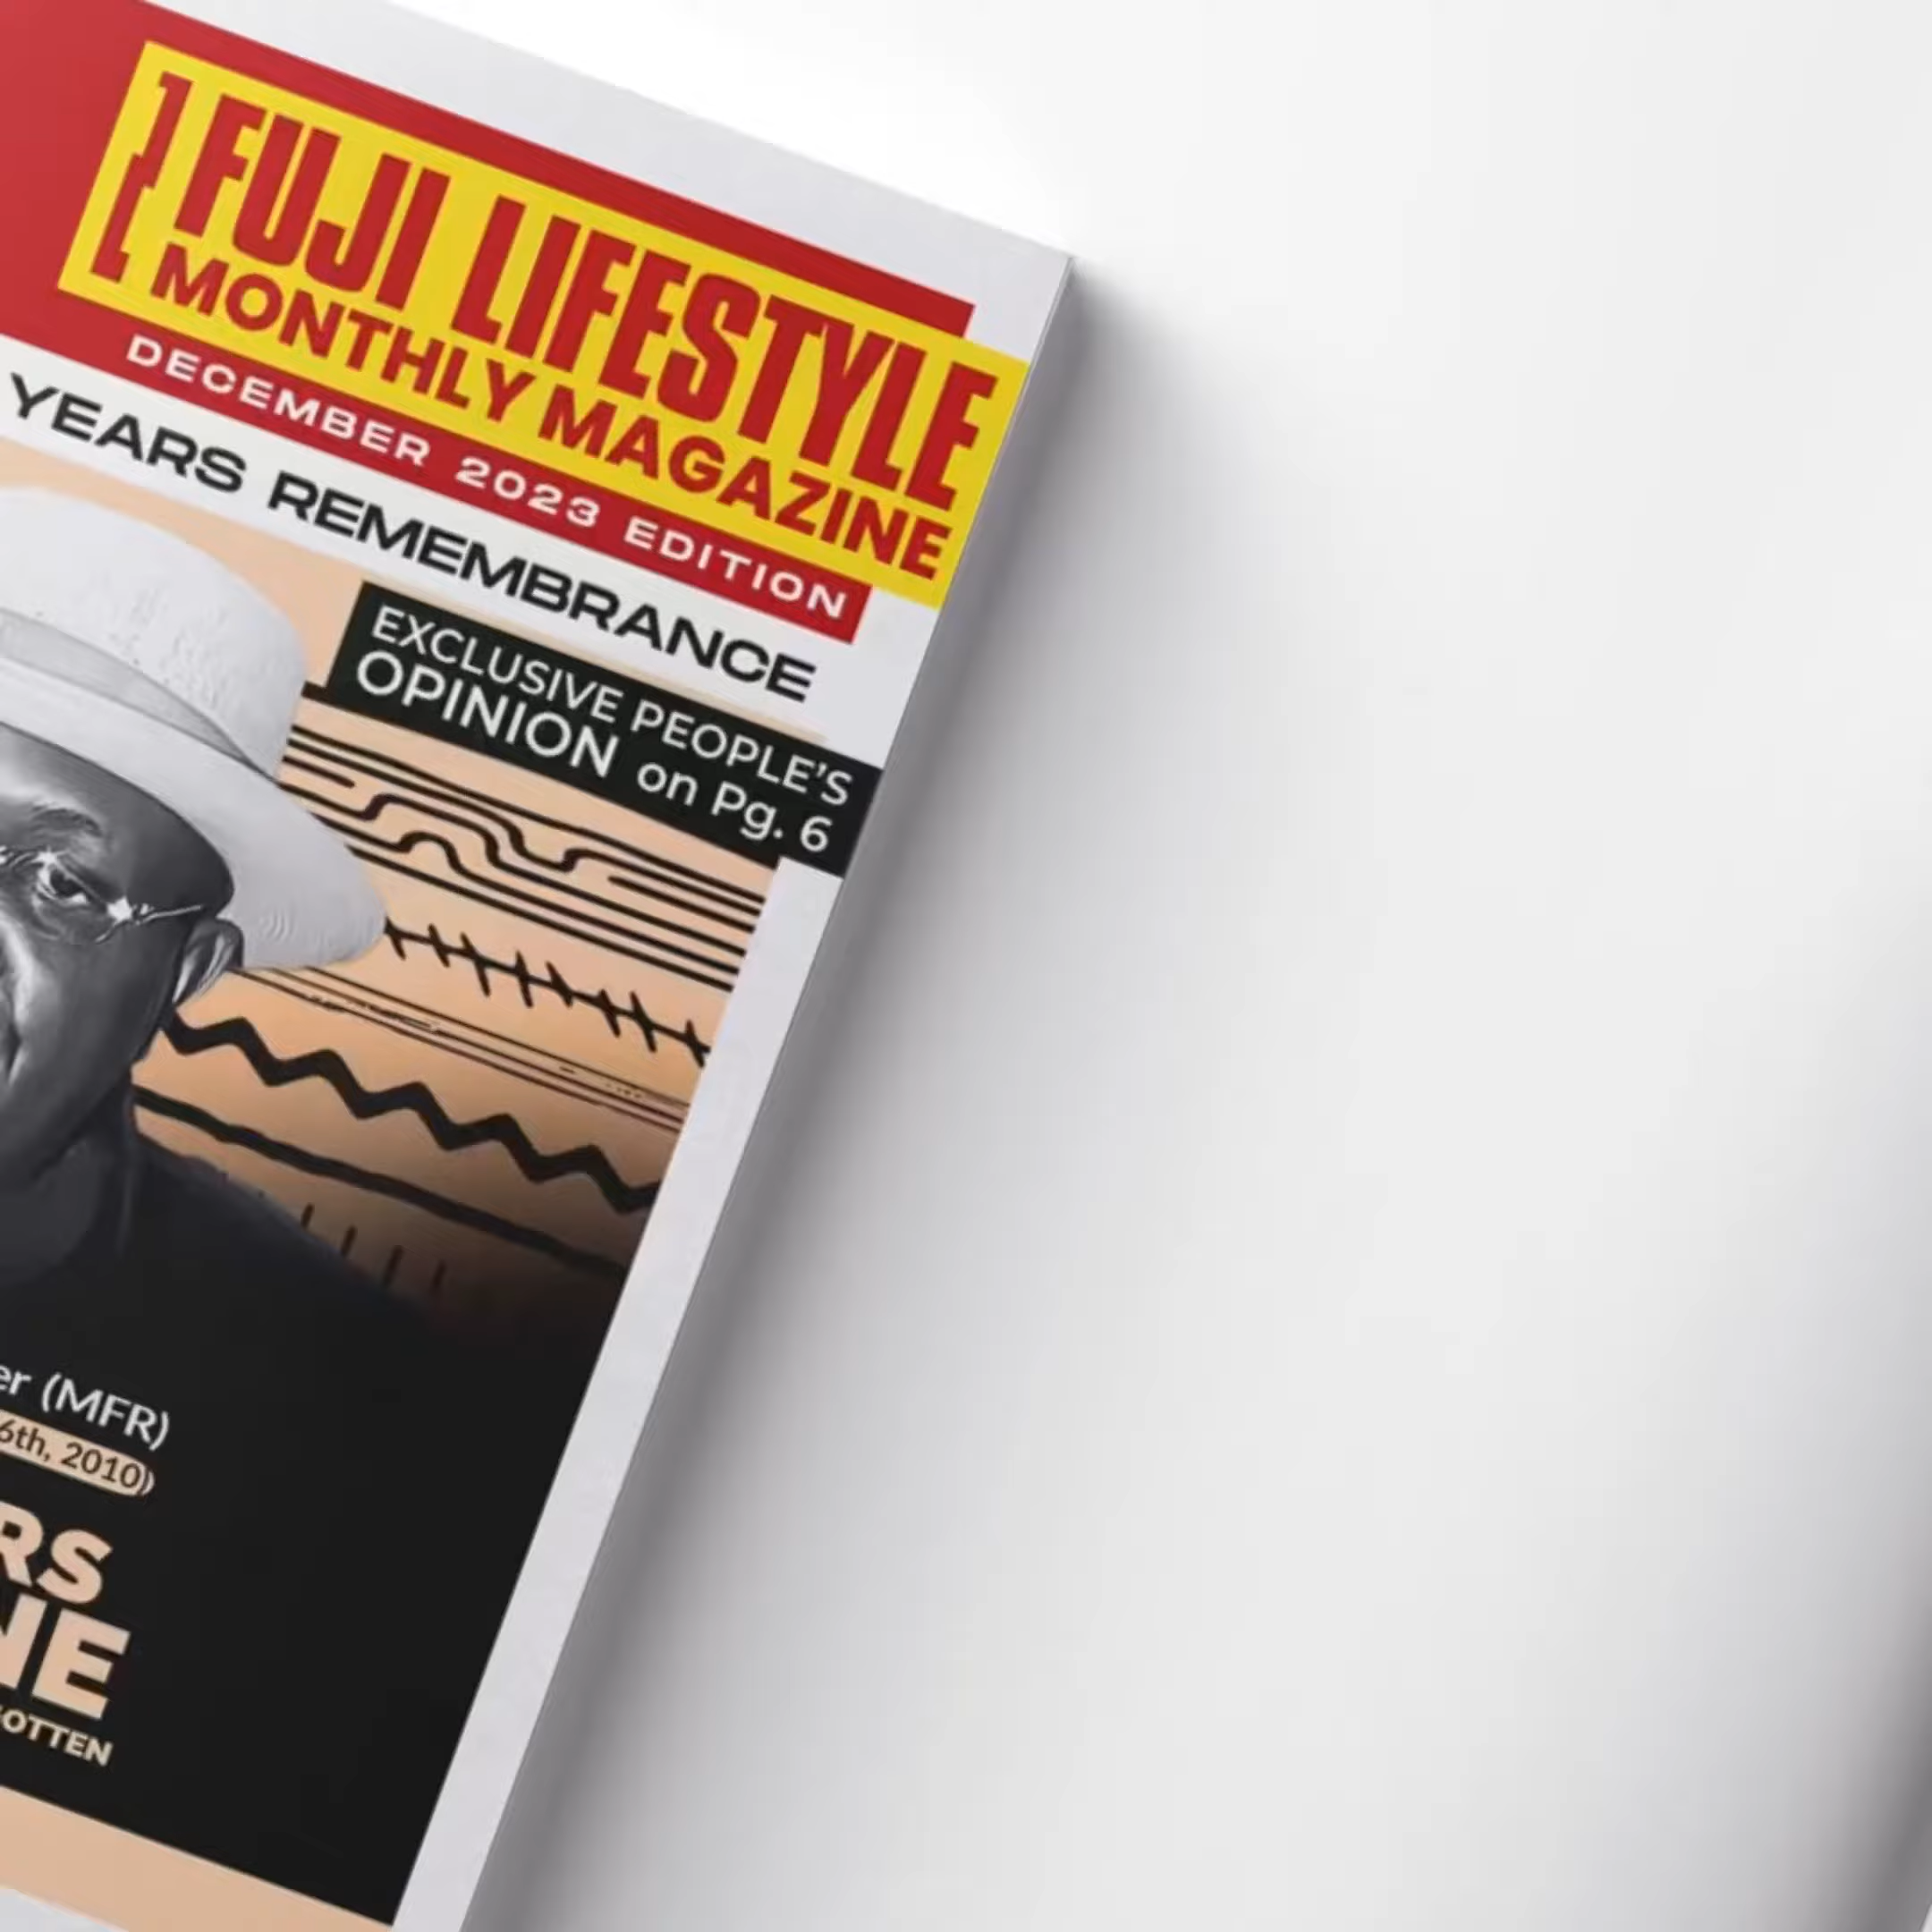 FUJI LIFESTYLE
MONTHLY MAGAZINE
DECEMBER 2023 EDITION
YEARS REMEMBRANCE
EXCLUSIVE PEOPLE'S
OPINION on Pg. 6
er (MFR)
6th, 2010)
RS
NE
OTTEN